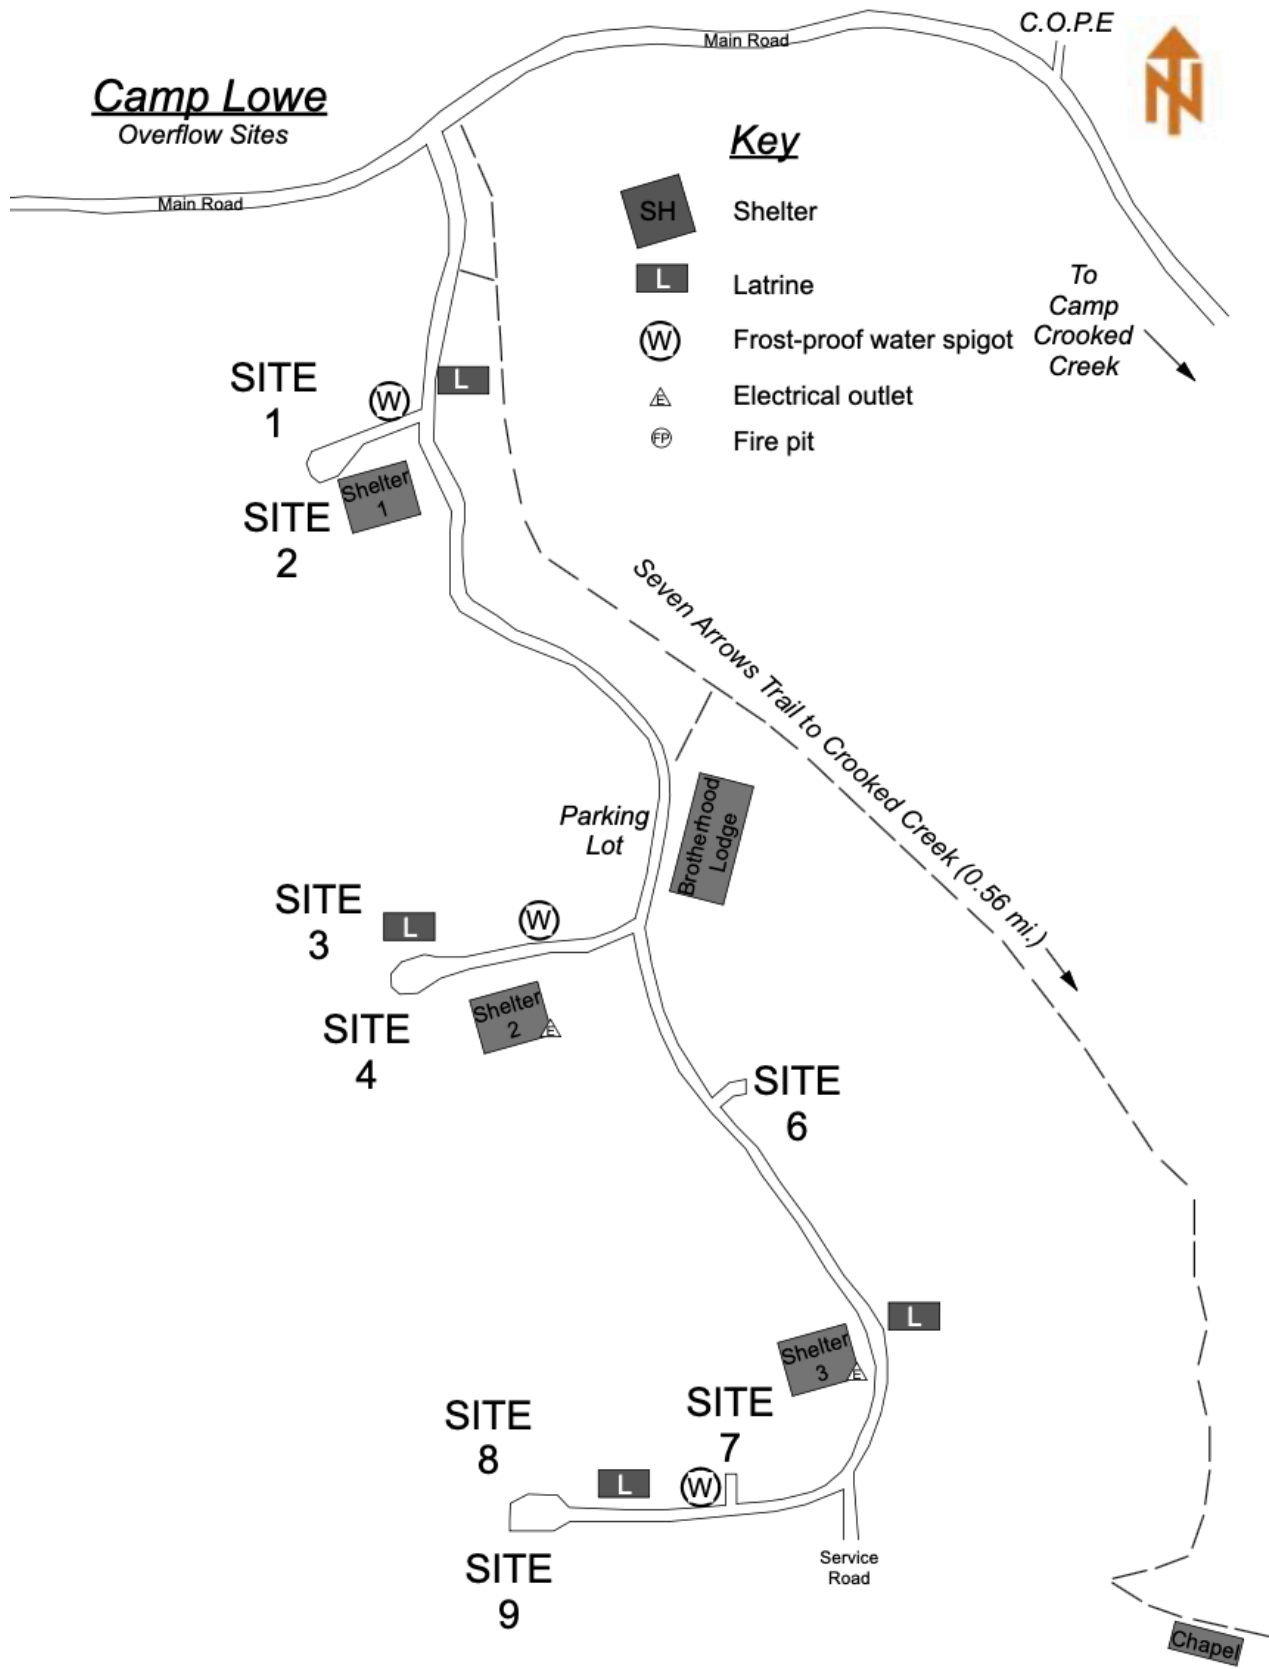 C.O.P.E
Main Road
Camp Lowe
Overflow Sites
N
Key
Main Road
SH
Shelter
L
Latrine
W
Frost-proof water spigot
E
Electrical outlet
FP
Fire pit
To
Camp
Crooked
Creek
SITE
1
W
L
Shelter
1
SITE
2
Seven Arrows Trail to Crooked Creek (0.56 mi.)
Parking
Lot
Brotherhood
Lodge
SITE
3
L
W
Shelter
2
E
SITE
4
SITE
6
L
Shelter
3
E
SITE
7
SITE
8
L
W
SITE
9
Service
Road
Chapel